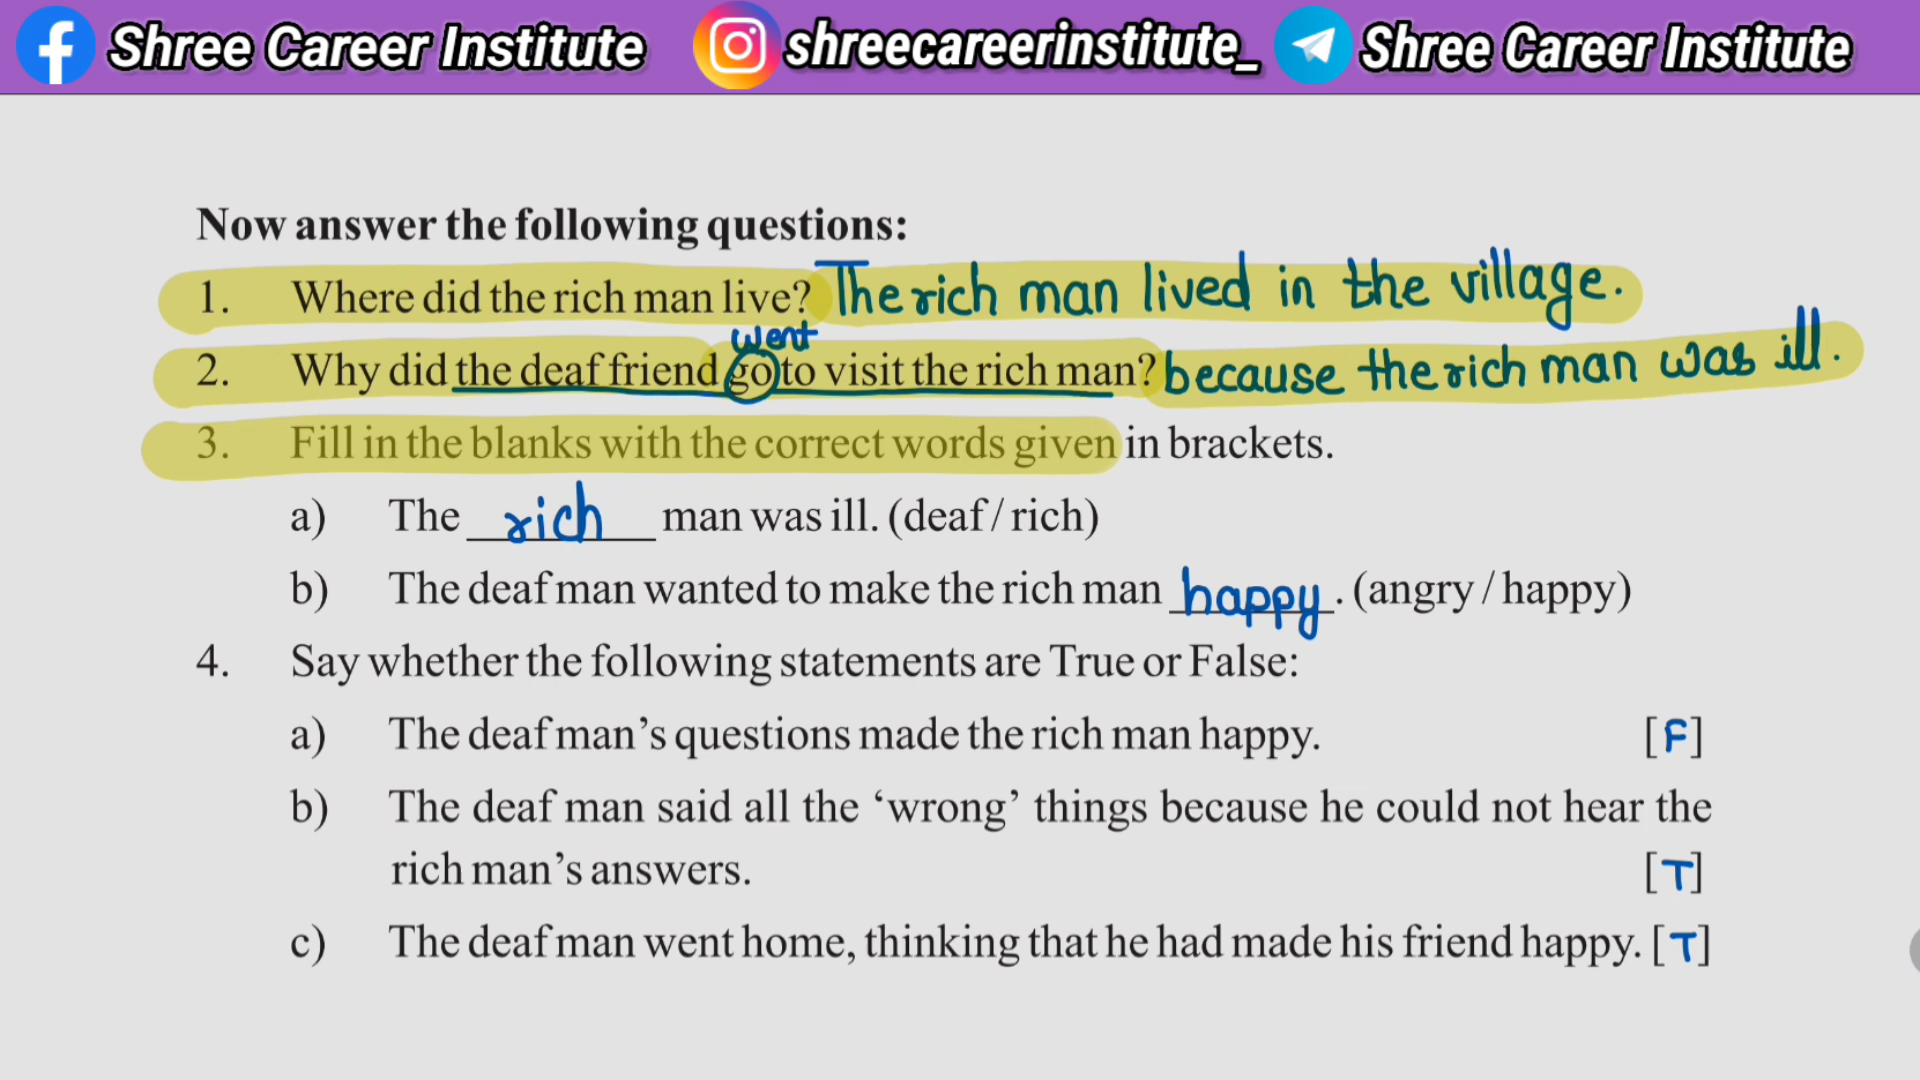 Shree Career Institute shreecareerinstitute_ Shree Career Institute
Now answer the following questions:
1. Where did the rich man live? The rich man lived in the village.
went
2. Why did the deaf friend go to visit the rich man? because the rich man was ill.
3. Fill in the blanks with the correct words given in brackets.
a) The rich man was ill. (deaf / rich)
b) The deaf man wanted to make the rich man happy. (angry / happy)
4. Say whether the following statements are True or False:
a) The deaf man's questions made the rich man happy. [F]
b) The deaf man said all the 'wrong' things because he could not hear the
rich man's answers. [T]
c) The deaf man went home, thinking that he had made his friend happy. [T]